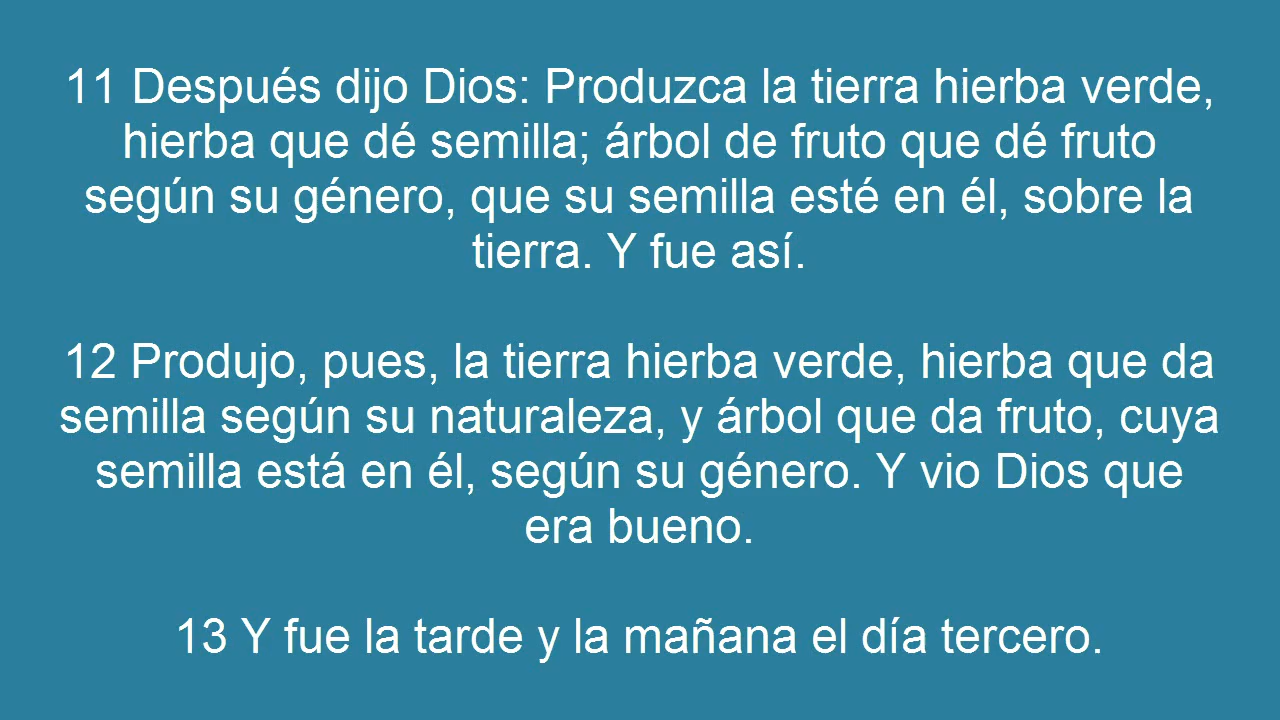 11 Después dijo Dios: Produzca la tierra hierba verde,
hierba que dé semilla; árbol de fruto que dé fruto
según su género, que su semilla esté en él, sobre la
tierra. Y fue así.
12 Produjo, pues, la tierra hierba verde, hierba que da
semilla según su naturaleza, y árbol que da fruto, cuya
semilla está en él, según su género. Y vio Dios que
era bueno.
13 Y fue la tarde y la mañana el día tercero.